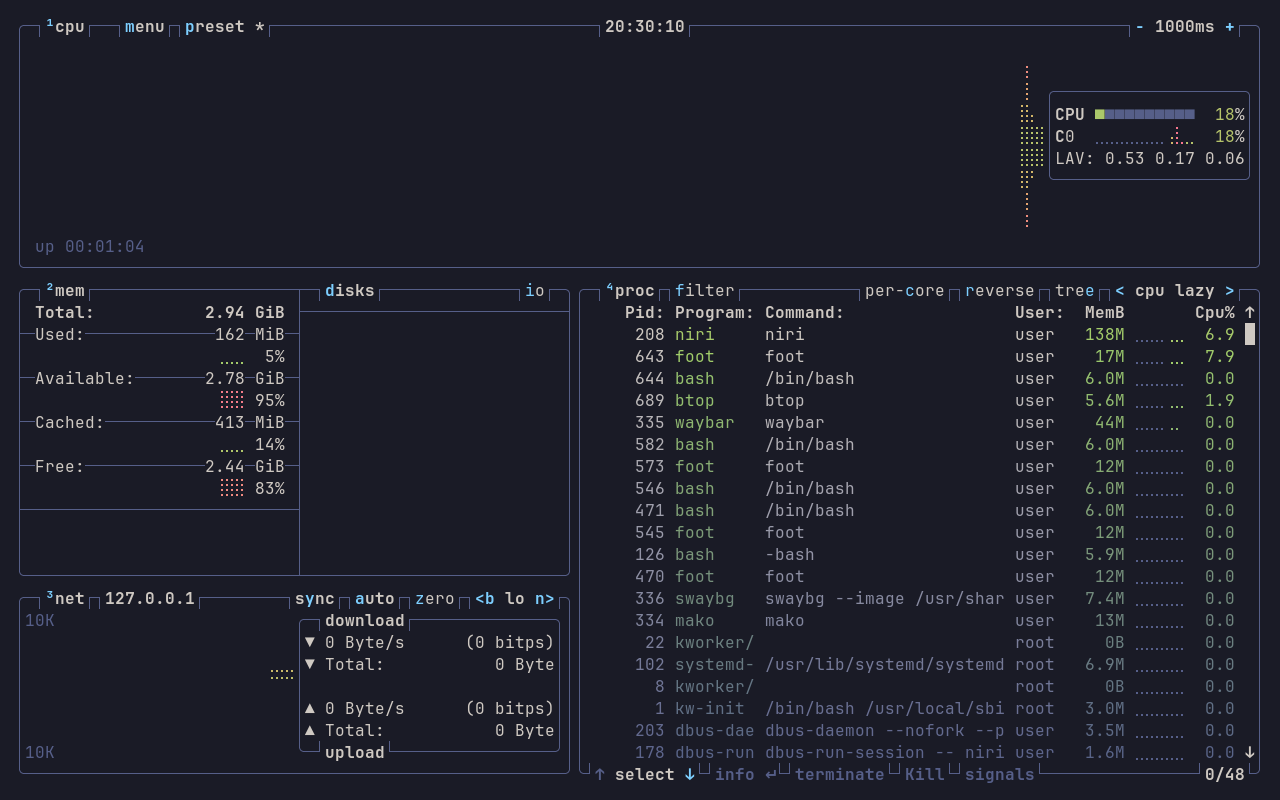 ¹cpu menu preset * 20:30:10 - 1000ms +
CPU 18%
C0 18%
LAV: 0.53 0.17 0.06
up 00:01:04
²mem disks io
Total: 2.94 GiB
Used: 162 MiB
5%
Available: 2.78 GiB
95%
Cached: 413 MiB
14%
Free: 2.44 GiB
83%
³net 127.0.0.1 sync auto zero <b lo n>
10K
download
▼ 0 Byte/s (0 bitps)
▼ Total: 0 Byte
▲ 0 Byte/s (0 bitps)
▲ Total: 0 Byte
10K
upload
⁴proc filter per-core reverse tree < cpu lazy >
Pid: Program: Command: User: MemB Cpu% ↑
208 niri niri user 138M 6.9
643 foot foot user 17M 7.9
644 bash /bin/bash user 6.0M 0.0
689 btop btop user 5.6M 1.9
335 waybar waybar user 44M 0.0
582 bash /bin/bash user 6.0M 0.0
573 foot foot user 12M 0.0
546 bash /bin/bash user 6.0M 0.0
471 bash /bin/bash user 6.0M 0.0
545 foot foot user 12M 0.0
126 bash -bash user 5.9M 0.0
470 foot foot user 12M 0.0
336 swaybg swaybg --image /usr/shar user 7.4M 0.0
334 mako mako user 13M 0.0
22 kworker/ root 0B 0.0
102 systemd- /usr/lib/systemd/systemd root 6.9M 0.0
8 kworker/ root 0B 0.0
1 kw-init /bin/bash /usr/local/sbi root 3.0M 0.0
203 dbus-dae dbus-daemon --nofork --p user 3.5M 0.0
178 dbus-run dbus-run-session -- niri user 1.6M 0.0 ↓
↑ select ↓ info ↵ terminate Kill signals 0/48